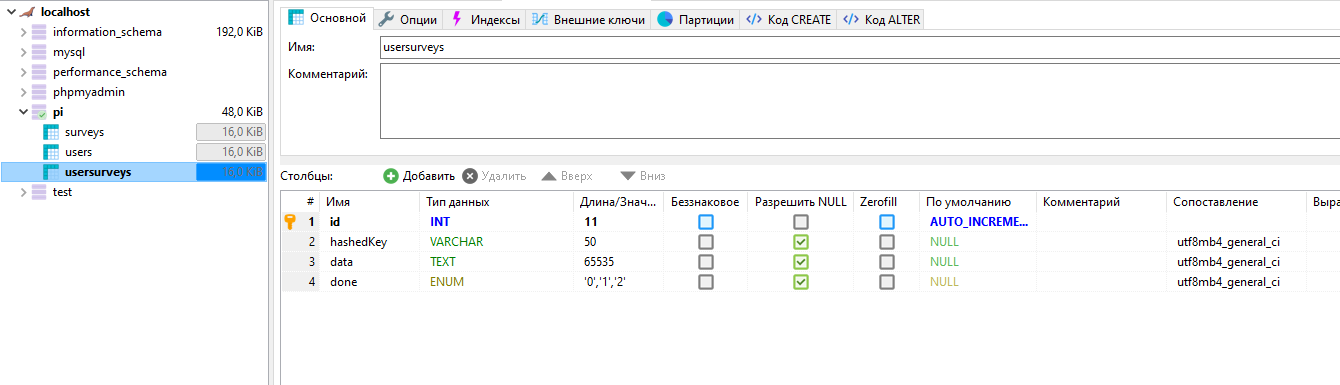 localhost
information_schema 192,0 KiB
mysql
performance_schema
phpmyadmin
pi 48,0 KiB
surveys 16,0 KiB
users 16,0 KiB
usersurveys 16,0 KiB
test
Основной Опции Индексы Внешние ключи Партиции Код CREATE Код ALTER
Имя: usersurveys
Комментарий:
Столбцы: Добавить Удалить Вверх Вниз
# Имя Тип данных Длина/Знач... Беззнаковое Разрешить NULL Zerofill По умолчанию Комментарий Сопоставление Выра
1 id INT 11 AUTO_INCREME...
2 hashedKey VARCHAR 50 NULL utf8mb4_general_ci
3 data TEXT 65535 NULL utf8mb4_general_ci
4 done ENUM '0','1','2' NULL utf8mb4_general_ci